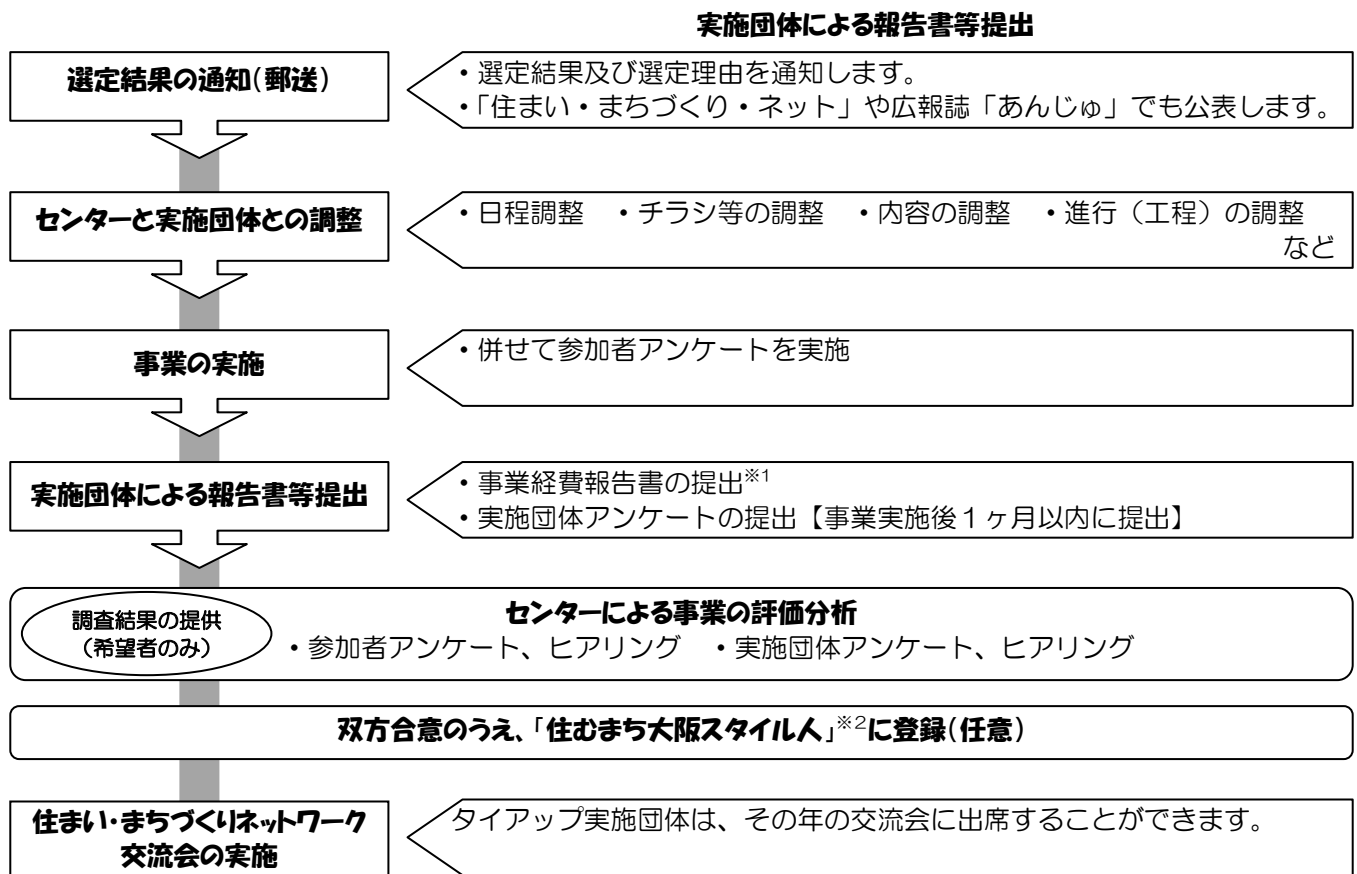 実施団体による報告書等提出
選定結果の通知(郵送)
・選定結果及び選定理由を通知します。
・「住まい・まちづくり・ネット」や広報誌「あんじゅ」でも公表します。
センターと実施団体との調整
・日程調整 ・チラシ等の調整 ・内容の調整 ・進行（工程）の調整
など
事業の実施
・併せて参加者アンケートを実施
実施団体による報告書等提出
・事業経費報告書の提出※1
・実施団体アンケートの提出【事業実施後１ヶ月以内に提出】
調査結果の提供
（希望者のみ）
センターによる事業の評価分析
・参加者アンケート、ヒアリング ・実施団体アンケート、ヒアリング
双方合意のうえ、「住むまち大阪スタイル人」※2に登録(任意)
住まい・まちづくりネットワーク
交流会の実施
タイアップ実施団体は、その年の交流会に出席することができます。